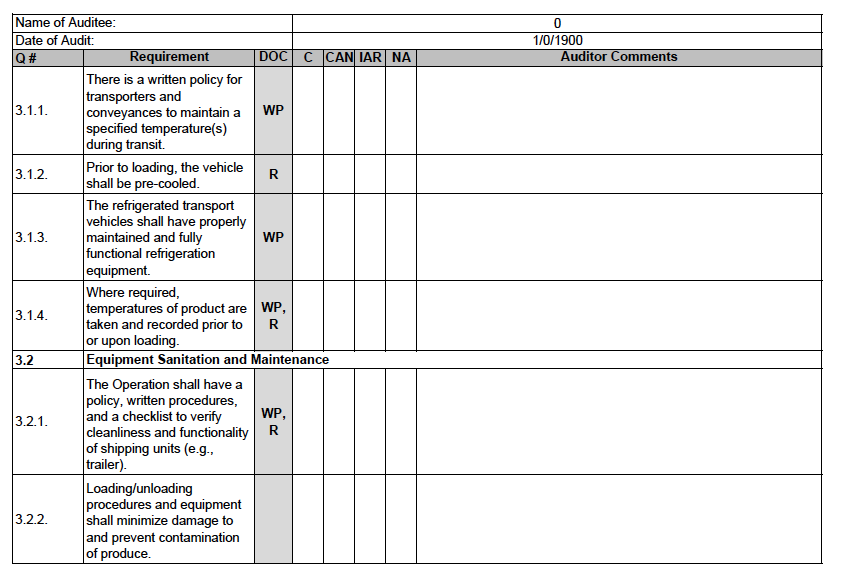 Name of Auditee: 0
Date of Audit: 1/0/1900
Q # Requirement DOC C CAN IAR NA Auditor Comments
There is a written policy for
transporters and
3.1.1. conveyances to maintain a WP
specified temperature(s)
during transit.
3.1.2. Prior to loading, the vehicle R
shall be pre-cooled.
The refrigerated transport
vehicles shall have properly
3.1.3. maintained and fully WP
functional refrigeration
equipment.
Where required,
temperatures of product are WP,
3.1.4. taken and recorded prior to R
or upon loading.
3.2 Equipment Sanitation and Maintenance
The Operation shall have a
policy, written procedures,
3.2.1. and a checklist to verify WP,
cleanliness and functionality R
of shipping units (e.g.,
trailer).
Loading/unloading
procedures and equipment
3.2.2. shall minimize damage to
and prevent contamination
of produce.